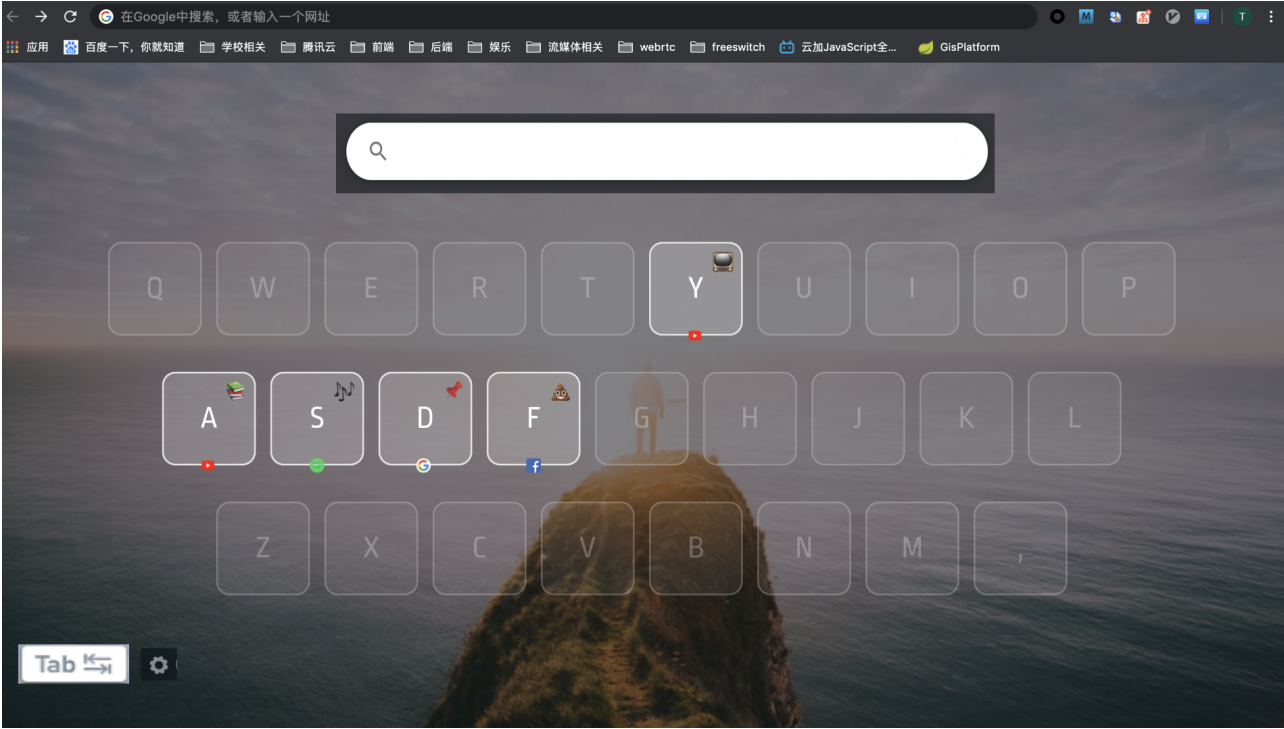 在Google中搜索，或者输入一个网址
M
T
应用 百度一下，你就知道 学校相关 腾讯云 前端 后端 娱乐 流媒体相关 webrtc freeswitch 云加JavaScript全... GisPlatform
Q W E R T Y U I O P
A S D F G H J K L
Z X C V B N M ,
Tab